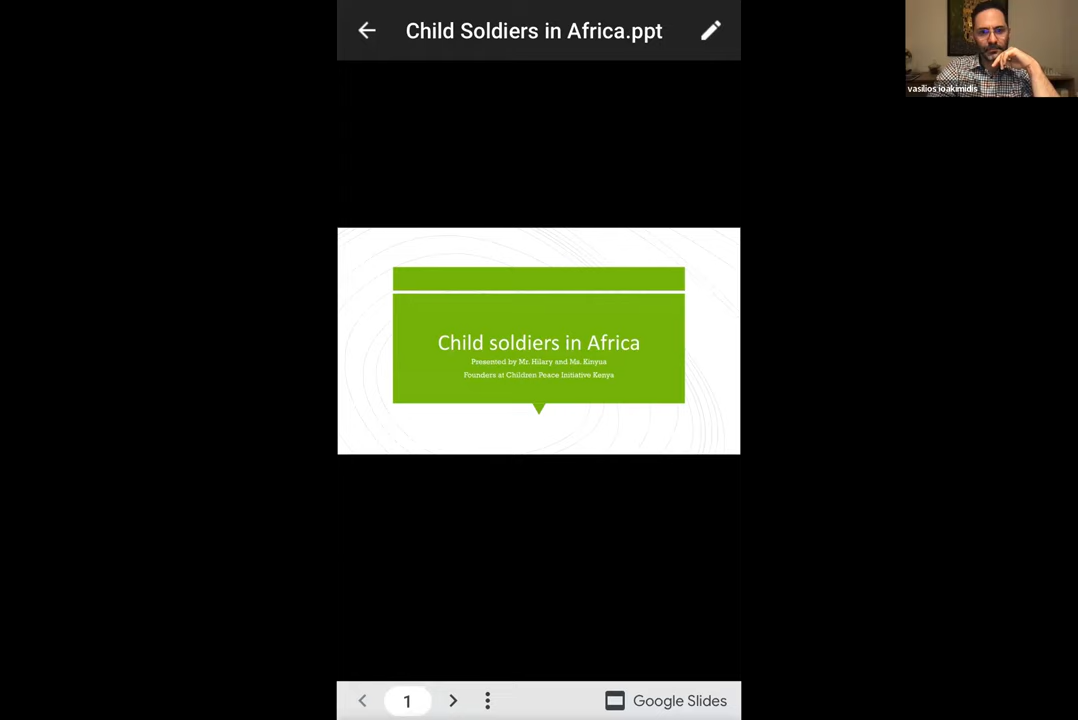 Child Soldiers in Africa.ppt
vasilios ioakimidis
Child soldiers in Africa
Presented by Mr. Hilary and Ms. Kinyua
Founders at Children Peace Initiative Kenya
1
Google Slides